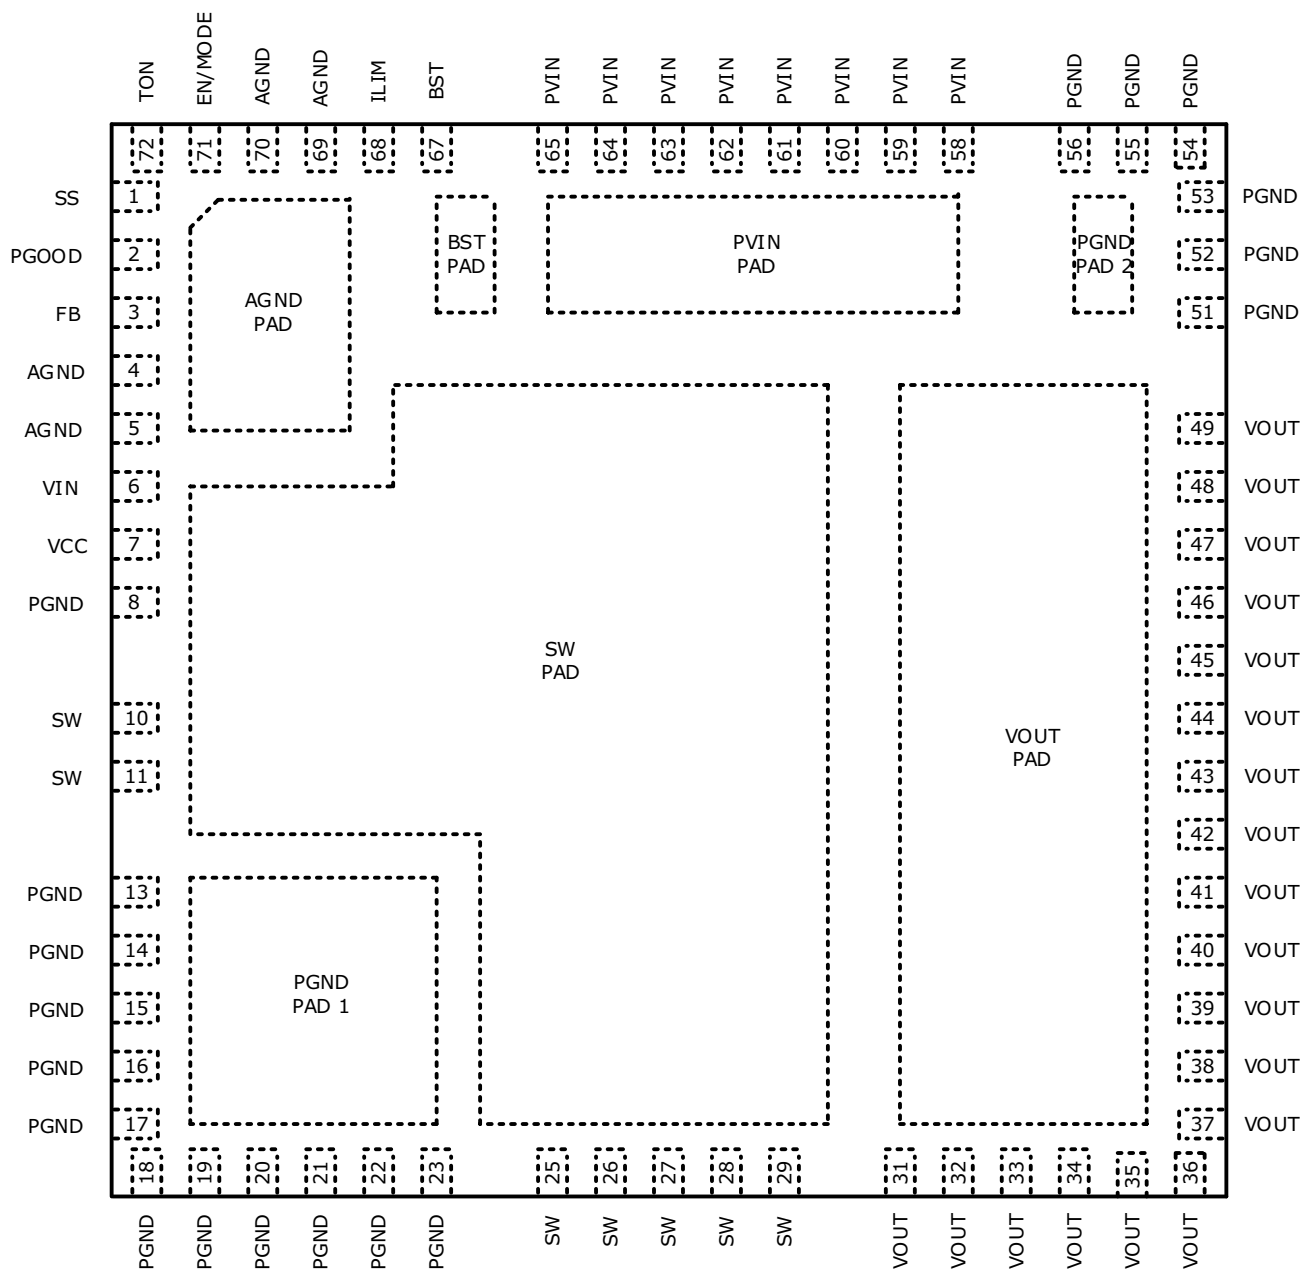 TON
EN/MODE
AGND
AGND
ILIM
BST
PVIN
PVIN
PVIN
PVIN
PVIN
PVIN
PVIN
PVIN
PGND
PGND
PGND
72
71
70
69
68
67
65
64
63
62
61
60
59
58
56
55
54
SS
1
53
PGND
PGOOD
2
52
PGND
FB
3
51
PGND
AGND
4
AGND
5
49
VOUT
VIN
6
48
VOUT
VCC
7
47
VOUT
PGND
8
46
VOUT
45
VOUT
SW
10
44
VOUT
SW
11
43
VOUT
42
VOUT
PGND
13
41
VOUT
PGND
14
40
VOUT
PGND
15
39
VOUT
PGND
16
38
VOUT
PGND
17
37
VOUT
AGND
PAD
BST
PAD
PVIN
PAD
PGND
PAD 2
SW
PAD
VOUT
PAD
PGND
PAD 1
18
19
20
21
22
23
25
26
27
28
29
31
32
33
34
35
36
PGND
PGND
PGND
PGND
PGND
PGND
SW
SW
SW
SW
SW
VOUT
VOUT
VOUT
VOUT
VOUT
VOUT